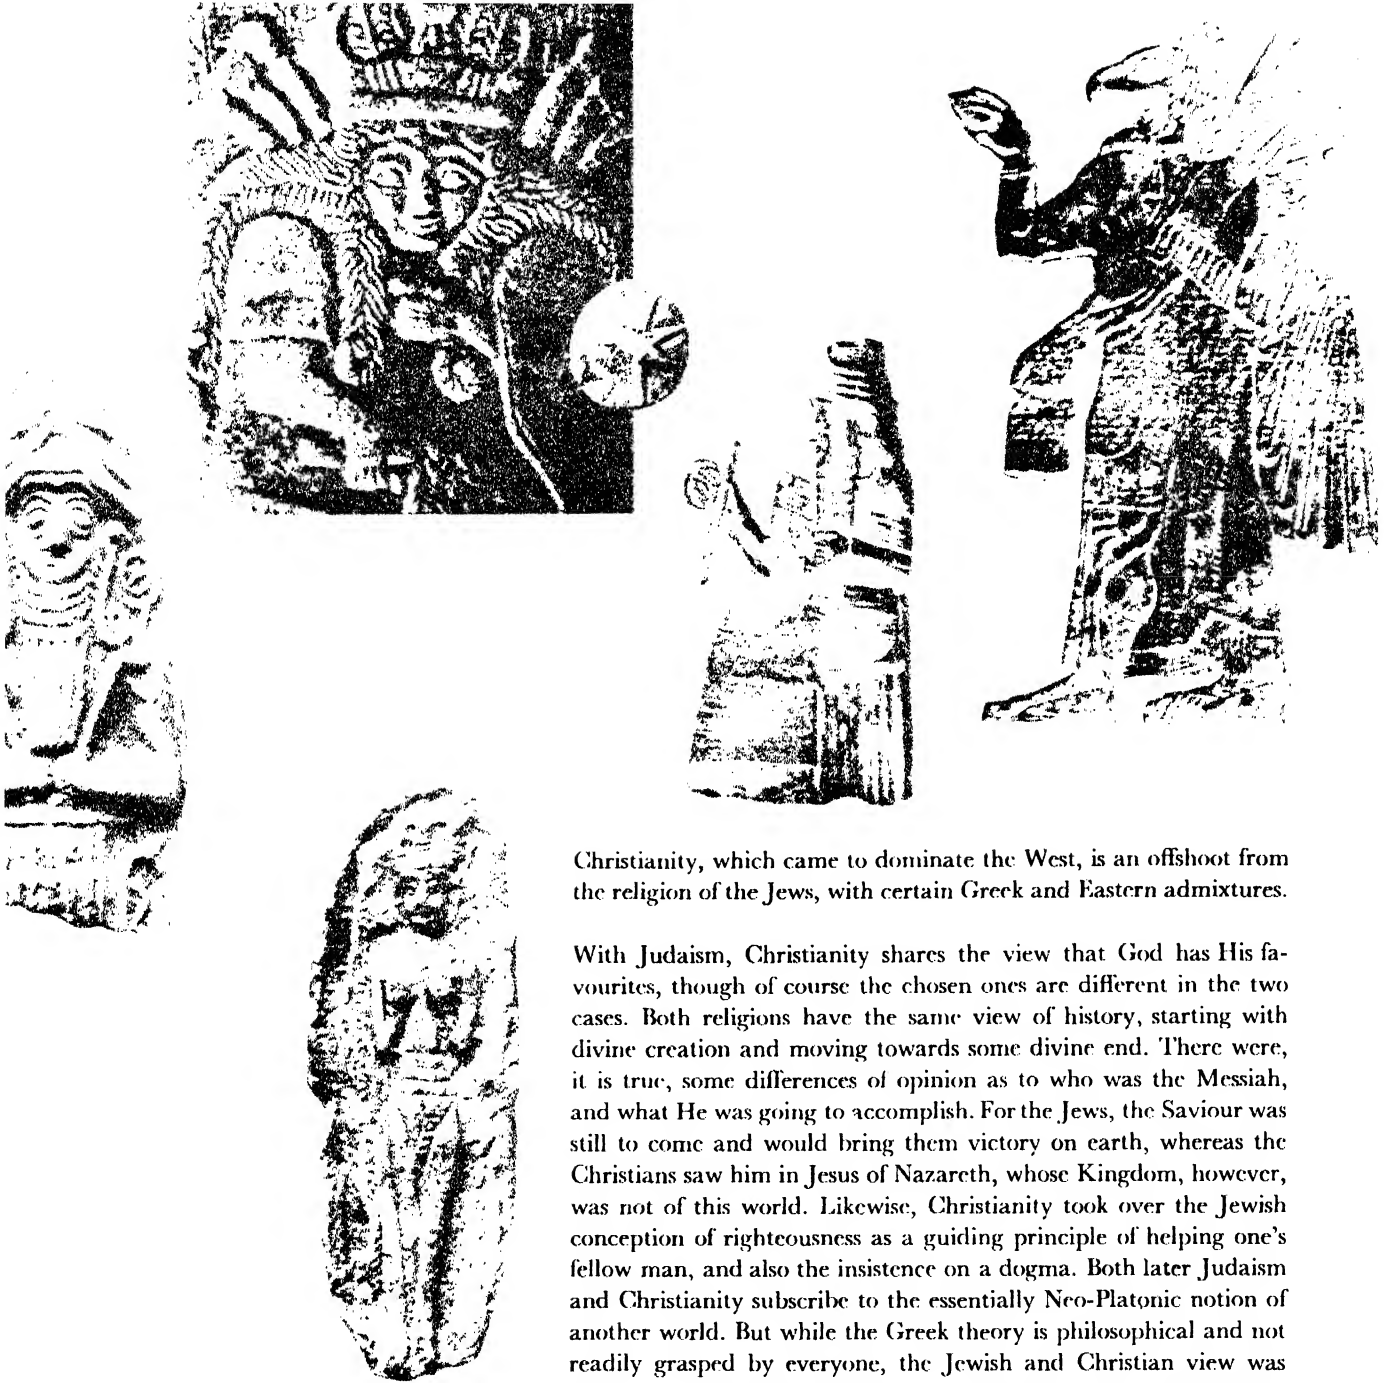 Christianity, which came to dominate the West, is an offshoot from
the religion of the Jews, with certain Greek and Eastern admixtures.
With Judaism, Christianity shares the view that God has His fa-
vourites, though of course the chosen ones are different in the two
cases. Both religions have the same view of history, starting with
divine creation and moving towards some divine end. There were,
it is true, some differences of opinion as to who was the Messiah,
and what He was going to accomplish. For the Jews, the Saviour was
still to come and would bring them victory on earth, whereas the
Christians saw him in Jesus of Nazareth, whose Kingdom, however,
was not of this world. Likewise, Christianity took over the Jewish
conception of righteousness as a guiding principle of helping one's
fellow man, and also the insistence on a dogma. Both later Judaism
and Christianity subscribe to the essentially Neo-Platonic notion of
another world. But while the Greek theory is philosophical and not
readily grasped by everyone, the Jewish and Christian view was